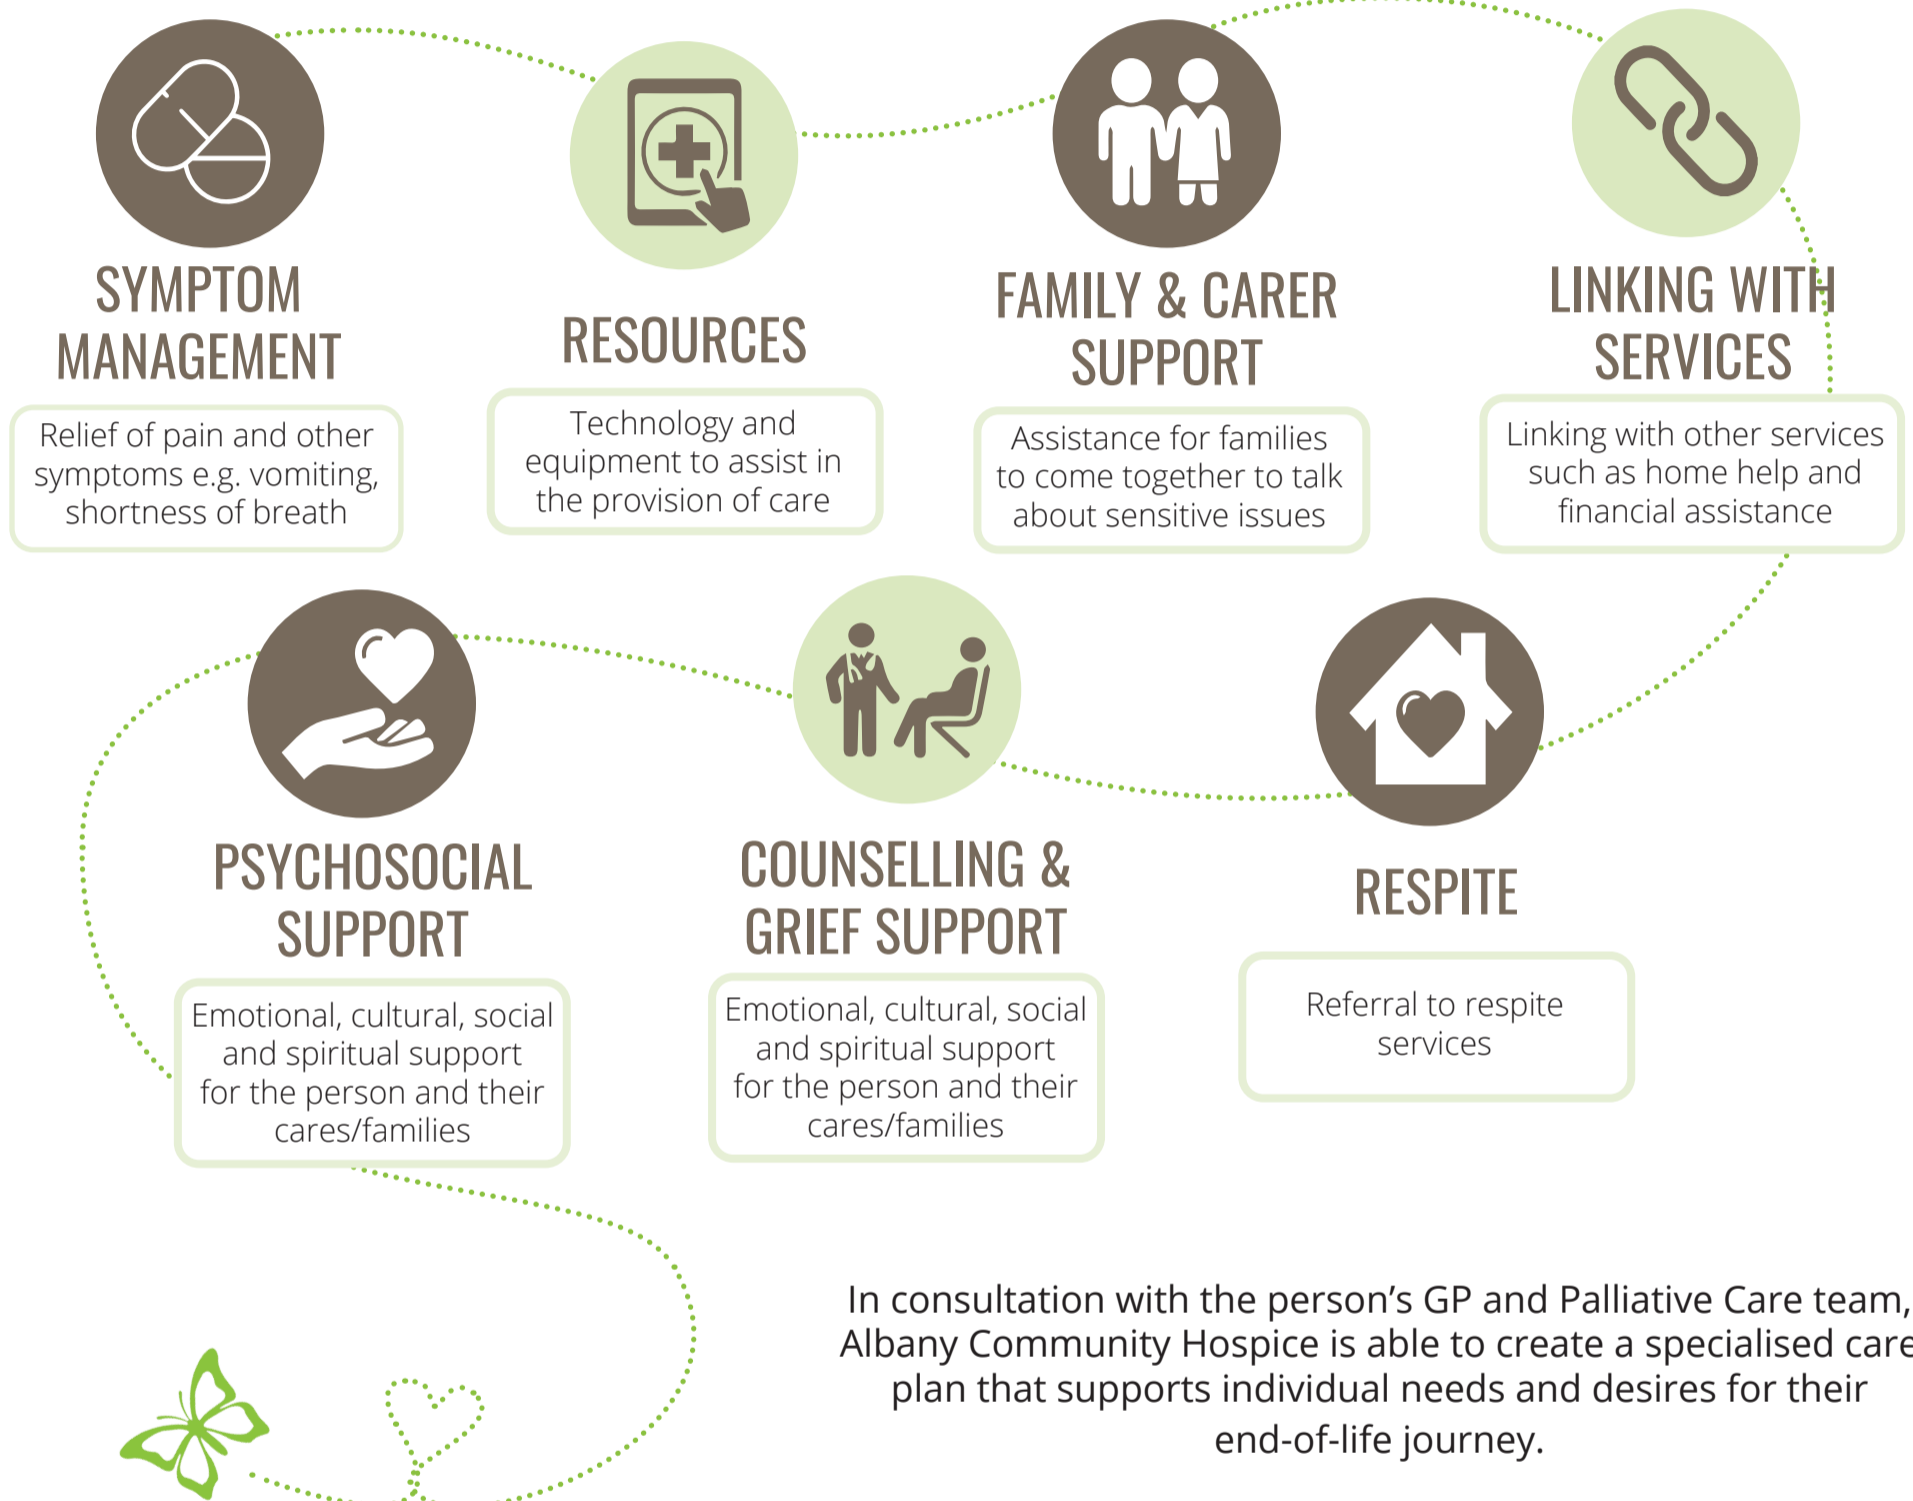 SYMPTOM
MANAGEMENT
Relief of pain and other
symptoms e.g. vomiting,
shortness of breath
RESOURCES
Technology and
equipment to assist in
the provision of care
FAMILY & CARER
SUPPORT
Assistance for families
to come together to talk
about sensitive issues
LINKING WITH
SERVICES
Linking with other services
such as home help and
financial assistance
PSYCHOSOCIAL
SUPPORT
Emotional, cultural, social
and spiritual support
for the person and their
cares/families
COUNSELLING &
GRIEF SUPPORT
Emotional, cultural, social
and spiritual support
for the person and their
cares/families
RESPITE
Referral to respite
services
In consultation with the person’s GP and Palliative Care team,
Albany Community Hospice is able to create a specialised care
plan that supports individual needs and desires for their
end-of-life journey.